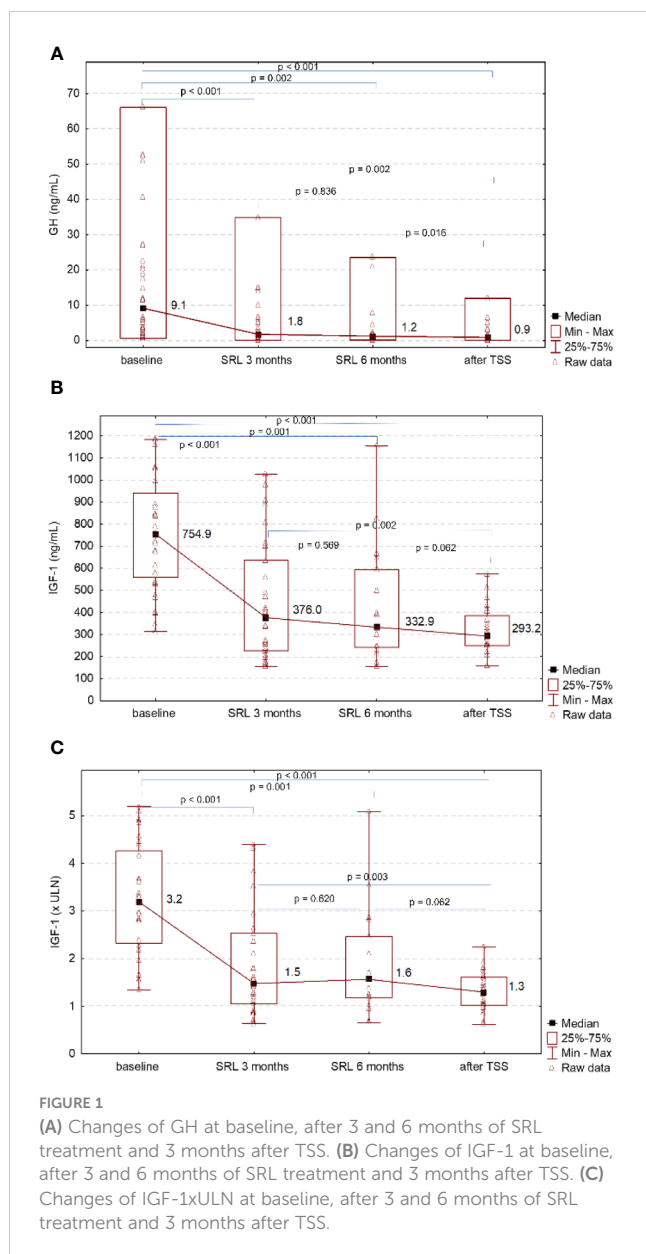 A
p < 0.001
p = 0.002
p < 0.001
70
60
50
40
30
20
10
0
GH (ng/mL)
p = 0.002
p = 0.836
p = 0.016
9.1
1.8
1.2
0.9
baseline
SRL 3 months
SRL 6 months
after TSS
Median
Min - Max
25%-75%
Raw data
B
p < 0.001
p = 0.001
p < 0.001
1200
1100
1000
900
800
700
600
500
400
300
200
100
0
IGF-1 (ng/mL)
p = 0.002
p = 0.569
p = 0.062
754.9
376.0
332.9
293.2
baseline
SRL 3 months
SRL 6 months
after TSS
Median
25%-75%
Min - Max
Raw data
C
p < 0.001
p = 0.001
p < 0.001
5
4
3
2
1
0
IGF-1 (x ULN)
p = 0.003
p = 0.620
p = 0.062
3.2
1.5
1.6
1.3
baseline
SRL 3 months
SRL 6 months
after TSS
Median
25%-75%
Min - Max
Raw data
FIGURE 1
(A) Changes of GH at baseline, after 3 and 6 months of SRL
treatment and 3 months after TSS. (B) Changes of IGF-1 at baseline,
after 3 and 6 months of SRL treatment and 3 months after TSS. (C)
Changes of IGF-1xULN at baseline, after 3 and 6 months of SRL
treatment and 3 months after TSS.